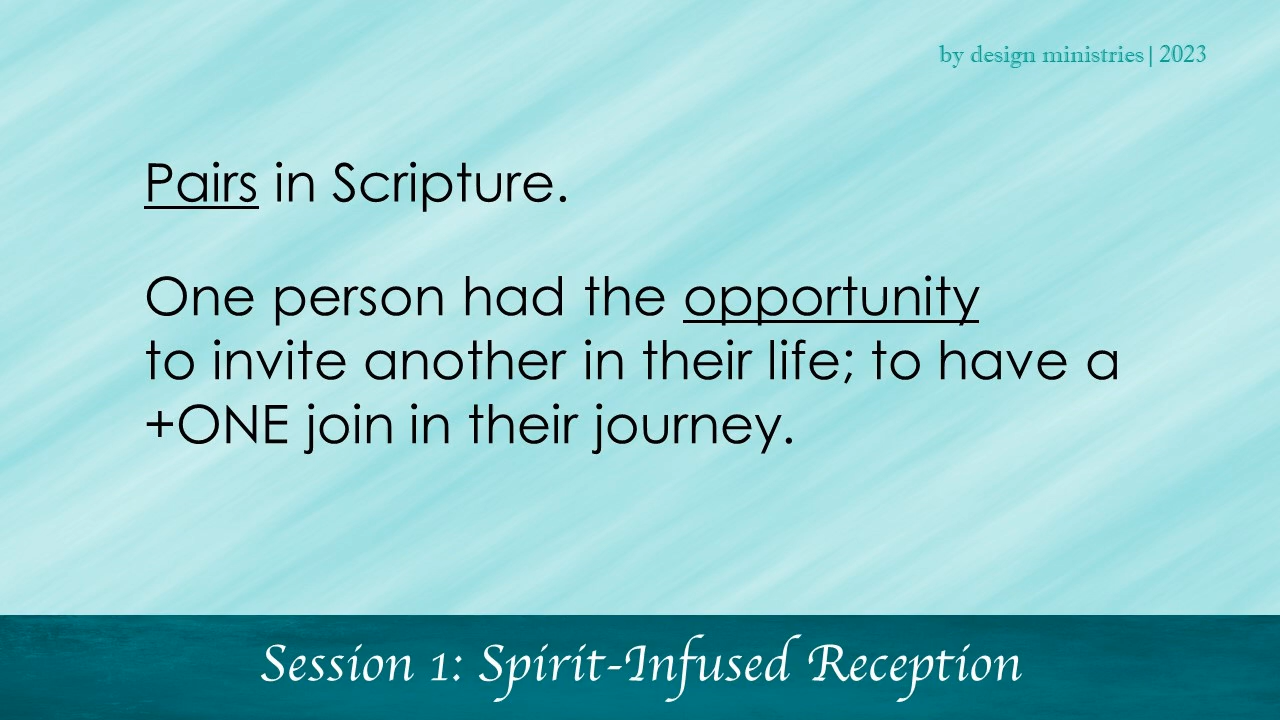 by design ministries | 2023
Pairs in Scripture.
One person had the opportunity
to invite another in their life; to have a
+ONE join in their journey.
Session 1: Spirit-Infused Reception